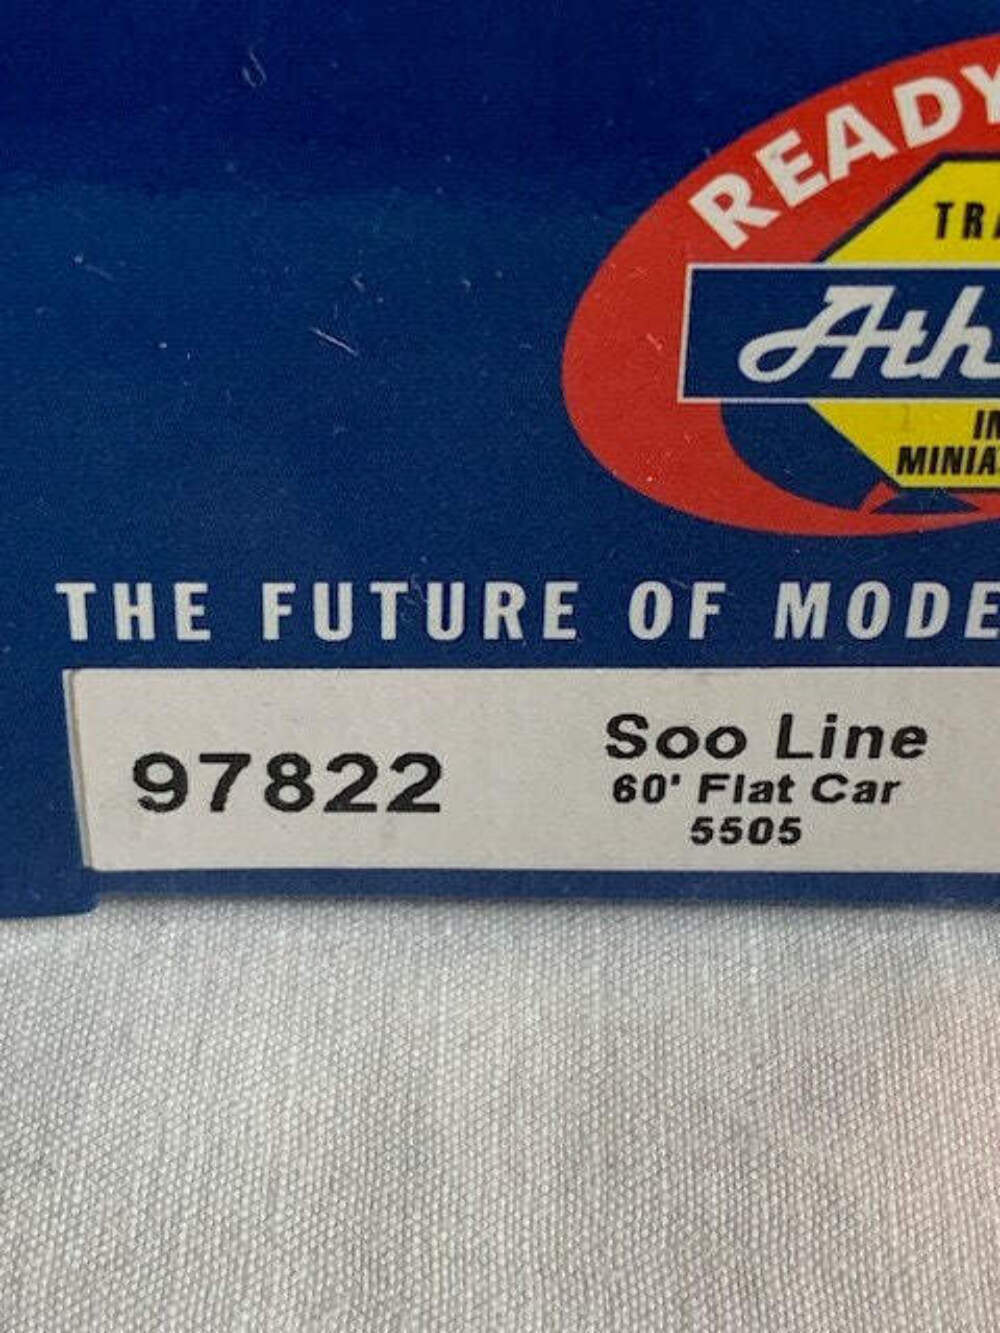 READY
TRA
Ath
IN
MINIA
THE FUTURE OF MODE
97822
Soo Line
60' Flat Car
5505